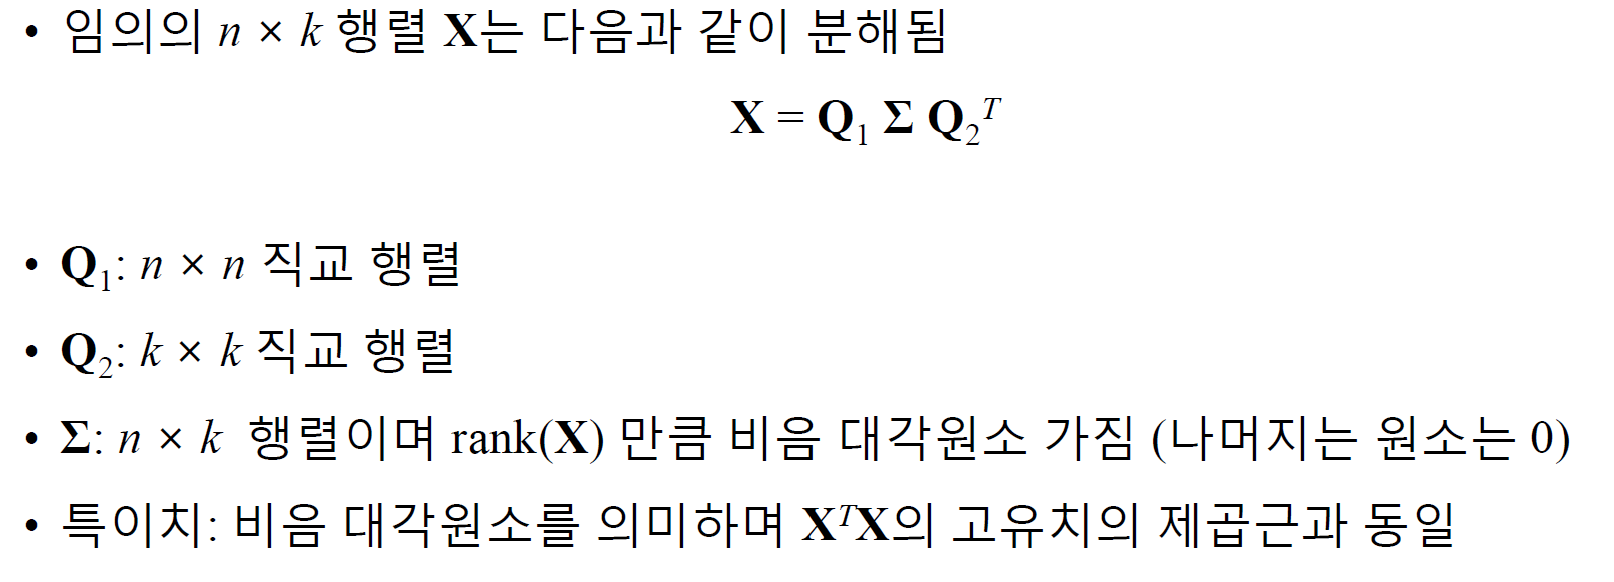 • 임의의 n × k 행렬 X는 다음과 같이 분해됨
X = Q₁ Σ Q₂ᵀ
• Q₁: n × n 직교 행렬
• Q₂: k × k 직교 행렬
• Σ: n × k 행렬이며 rank(X) 만큼 비음 대각원소 가짐 (나머지는 원소는 0)
• 특이치: 비음 대각원소를 의미하며 XᵀX의 고유치의 제곱근과 동일